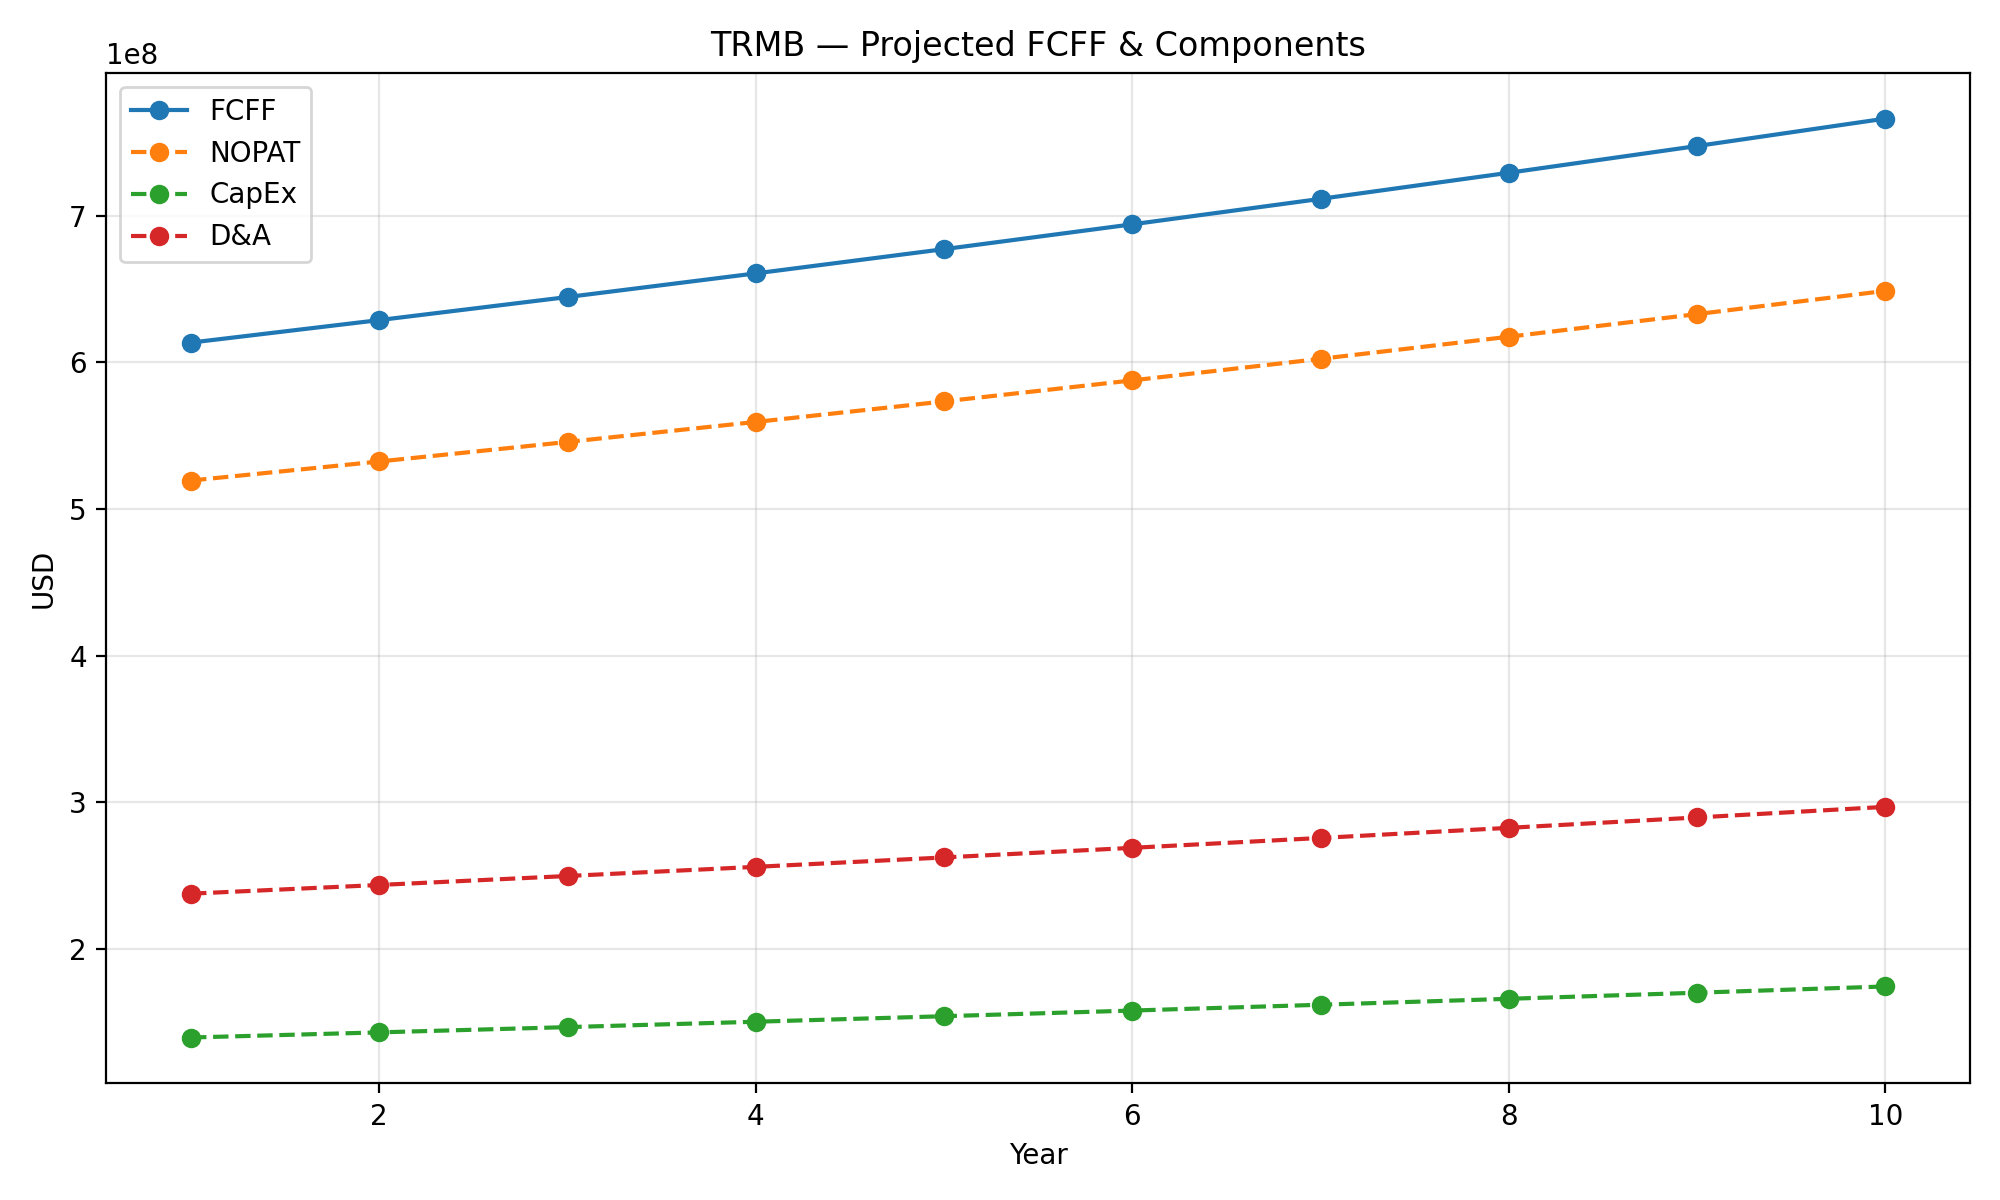 TRMB — Projected FCFF & Components
1e8
FCFF
NOPAT
CapEx
D&A
7
6
5
4
3
2
USD
2 4 6 8 10
Year